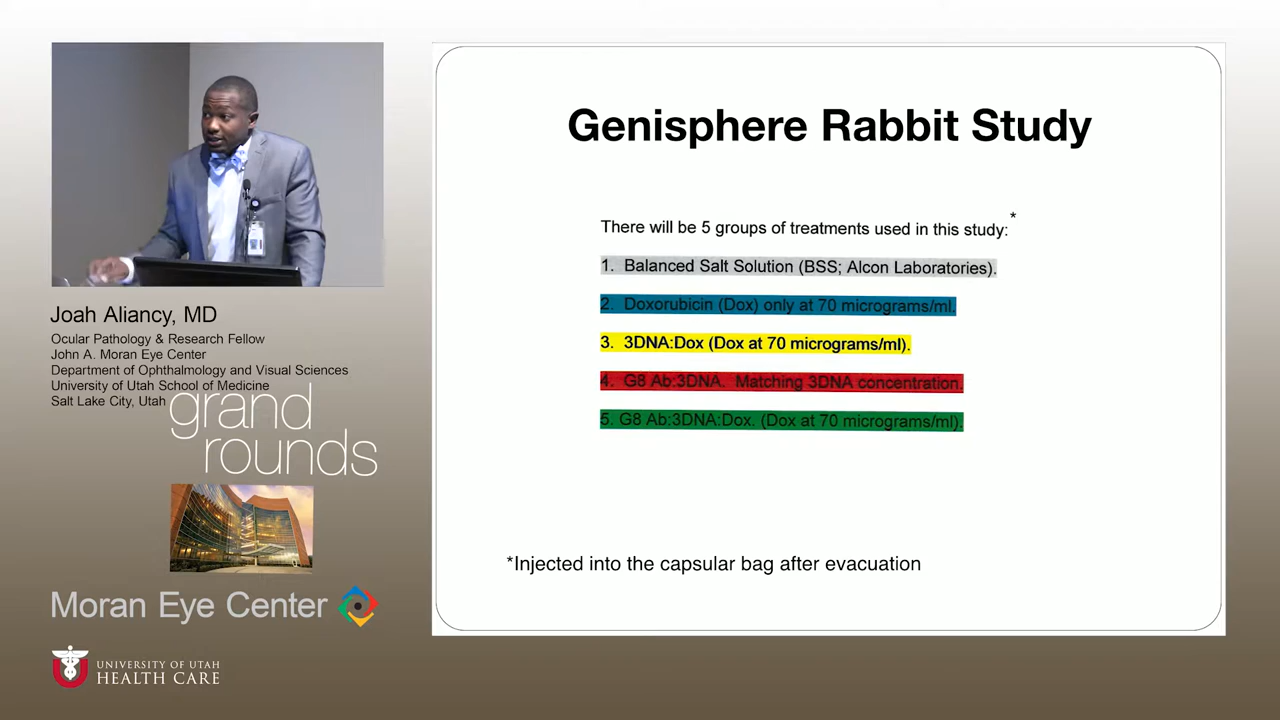 Genisphere Rabbit Study
There will be 5 groups of treatments used in this study:*
1. Balanced Salt Solution (BSS; Alcon Laboratories).
2. Doxorubicin (Dox) only at 70 micrograms/ml.
3. 3DNA:Dox (Dox at 70 micrograms/ml).
4. G8 Ab:3DNA. Matching 3DNA concentration.
5. G8 Ab:3DNA:Dox. (Dox at 70 micrograms/ml).
*Injected into the capsular bag after evacuation
Joah Aliancy, MD
Ocular Pathology & Research Fellow
John A. Moran Eye Center
Department of Ophthalmology and Visual Sciences
University of Utah School of Medicine
Salt Lake City, Utah
grand
rounds
Moran Eye Center
U
UNIVERSITY OF UTAH
HEALTH CARE